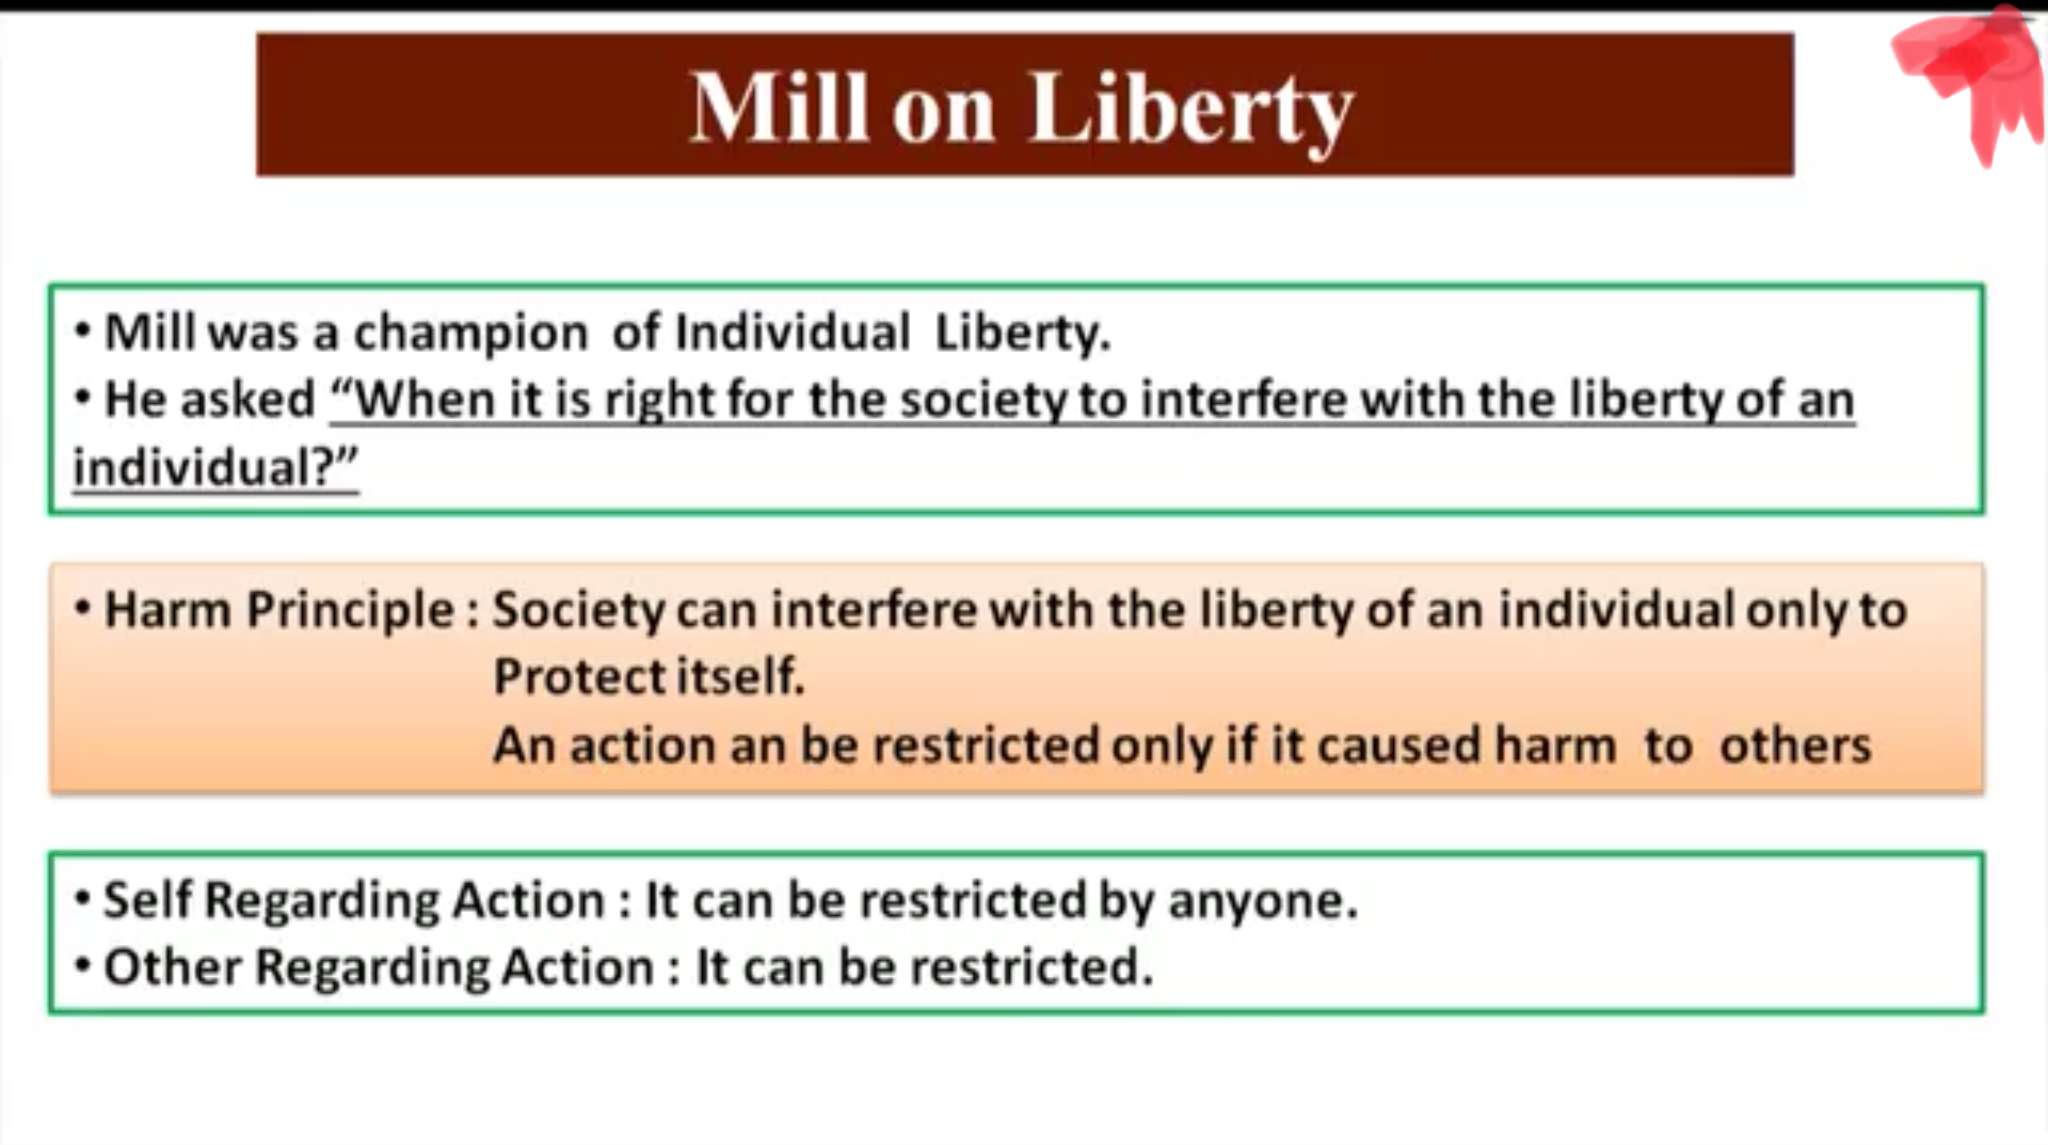 Mill on Liberty
• Mill was a champion of Individual Liberty.
• He asked “When it is right for the society to interfere with the liberty of an
individual?”
• Harm Principle : Society can interfere with the liberty of an individual only to
Protect itself.
An action an be restricted only if it caused harm to others
• Self Regarding Action : It can be restricted by anyone.
• Other Regarding Action : It can be restricted.